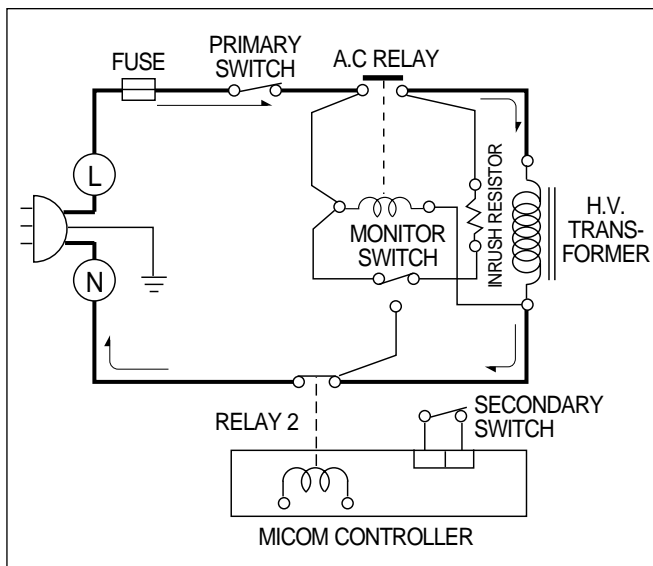 PRIMARY
SWITCH
FUSE
A.C RELAY
L
INRUSH RESISTOR
H.V.
TRANS-
FORMER
MONITOR
SWITCH
N
RELAY 2
SECONDARY
SWITCH
MICOM CONTROLLER